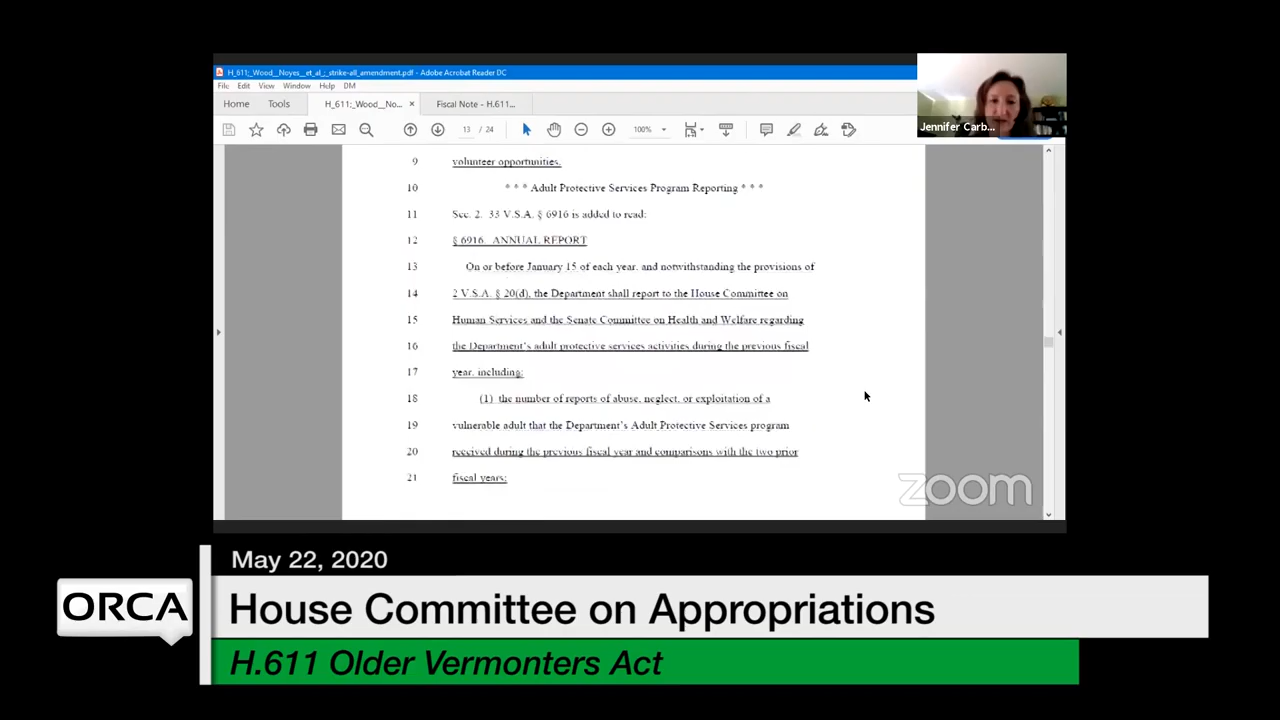 H_611;_Wood__Noyes__et_al_;_strike-all_amendment.pdf - Adobe Acrobat Reader DC
File Edit View Window Help DM
Home Tools H_611;_Wood__No... × Fiscal Note - H.611...
13 / 24 100%
Jennifer Carb...
9 volunteer opportunities.
10 * * * Adult Protective Services Program Reporting * * *
11 Sec. 2. 33 V.S.A. § 6916 is added to read:
12 § 6916. ANNUAL REPORT
13 On or before January 15 of each year, and notwithstanding the provisions of
14 2 V.S.A. § 20(d), the Department shall report to the House Committee on
15 Human Services and the Senate Committee on Health and Welfare regarding
16 the Department's adult protective services activities during the previous fiscal
17 year, including:
18 (1) the number of reports of abuse, neglect, or exploitation of a
19 vulnerable adult that the Department's Adult Protective Services program
20 received during the previous fiscal year and comparisons with the two prior
21 fiscal years;
zoom
May 22, 2020
ORCA
House Committee on Appropriations
H.611 Older Vermonters Act